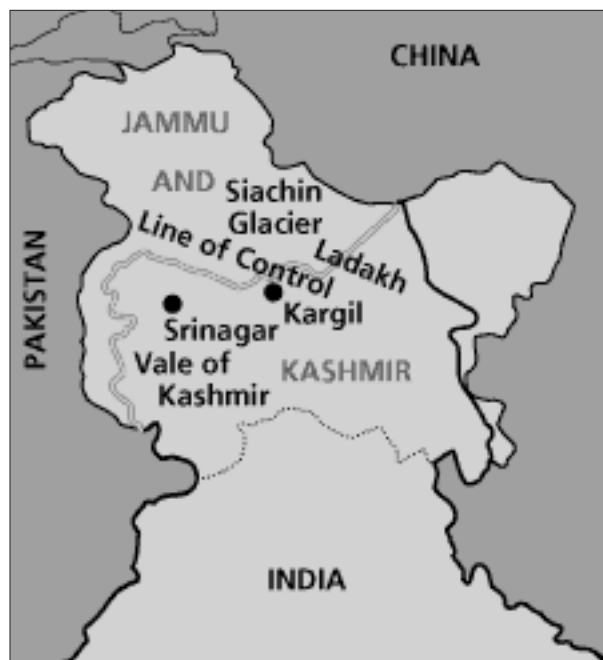 CHINA
JAMMU
AND
Siachin
Glacier
Line of Control
Ladakh
PAKISTAN
Kargil
Srinagar
Vale of
Kashmir
KASHMIR
INDIA